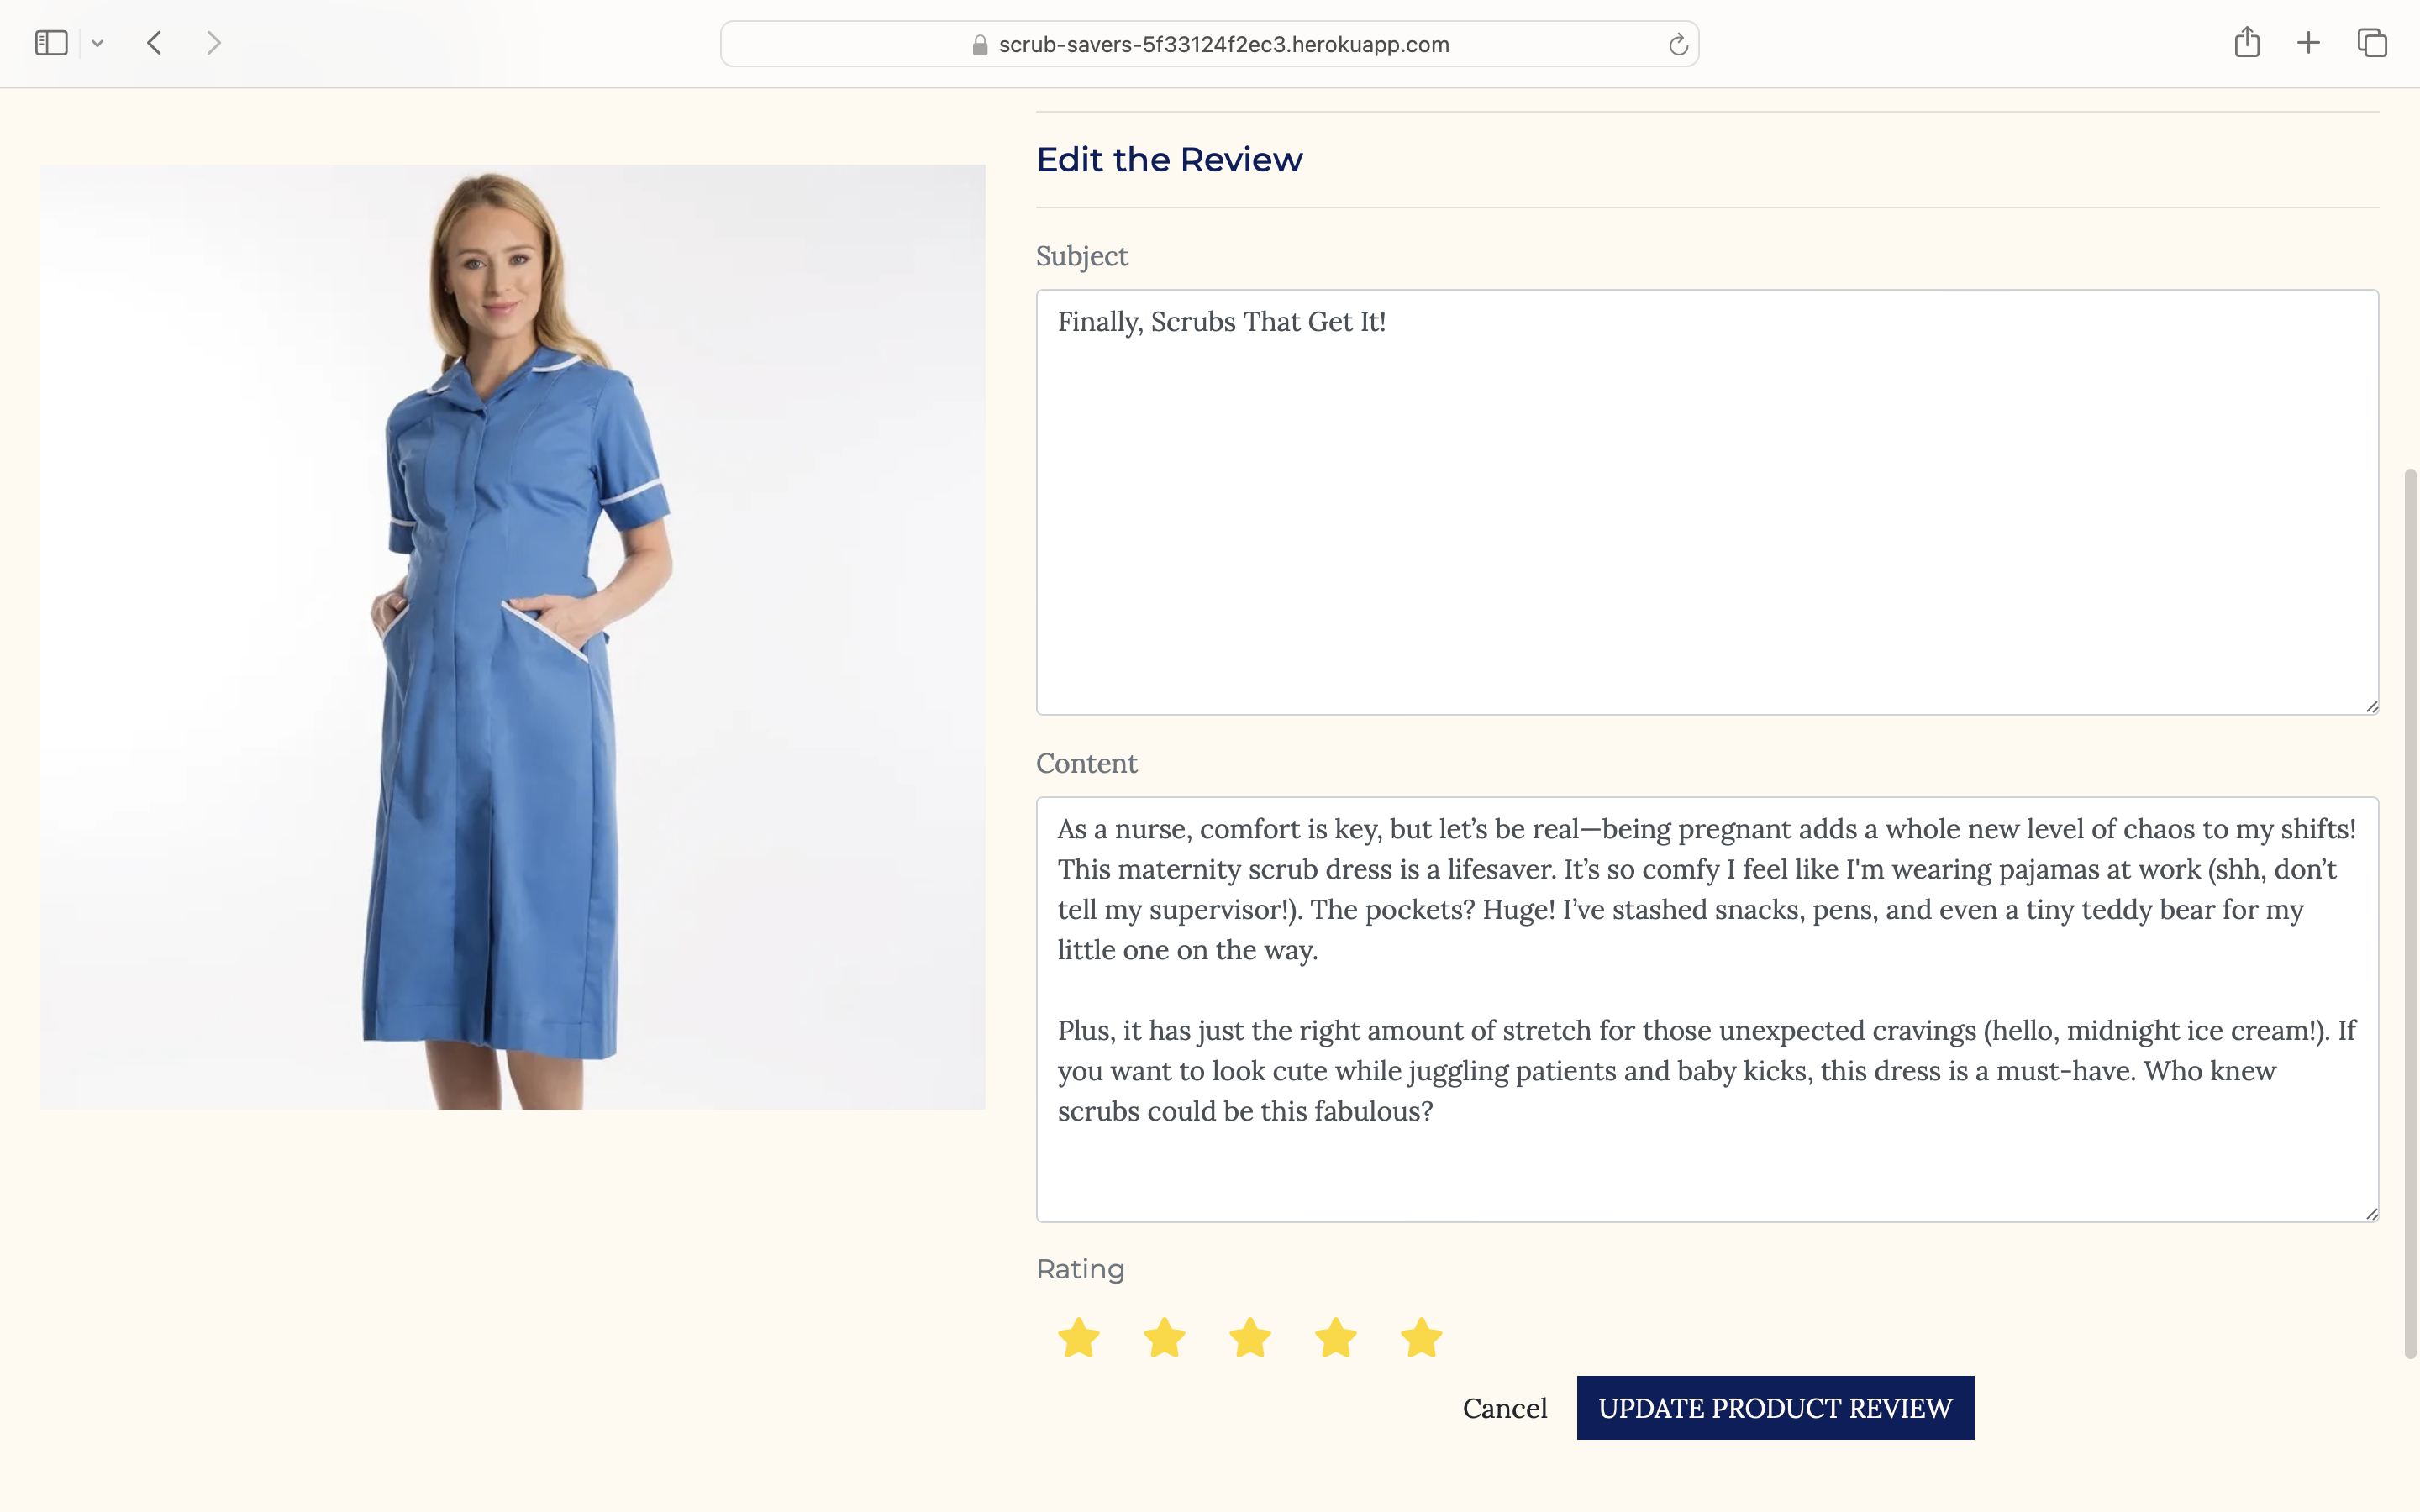 scrub-savers-5f33124f2ec3.herokuapp.com
Edit the Review
Subject
Finally, Scrubs That Get It!
Content
As a nurse, comfort is key, but let’s be real—being pregnant adds a whole new level of chaos to my shifts!
This maternity scrub dress is a lifesaver. It’s so comfy I feel like I'm wearing pajamas at work (shh, don’t
tell my supervisor!). The pockets? Huge! I’ve stashed snacks, pens, and even a tiny teddy bear for my
little one on the way.
Plus, it has just the right amount of stretch for those unexpected cravings (hello, midnight ice cream!). If
you want to look cute while juggling patients and baby kicks, this dress is a must-have. Who knew
scrubs could be this fabulous?
Rating
Cancel
UPDATE PRODUCT REVIEW